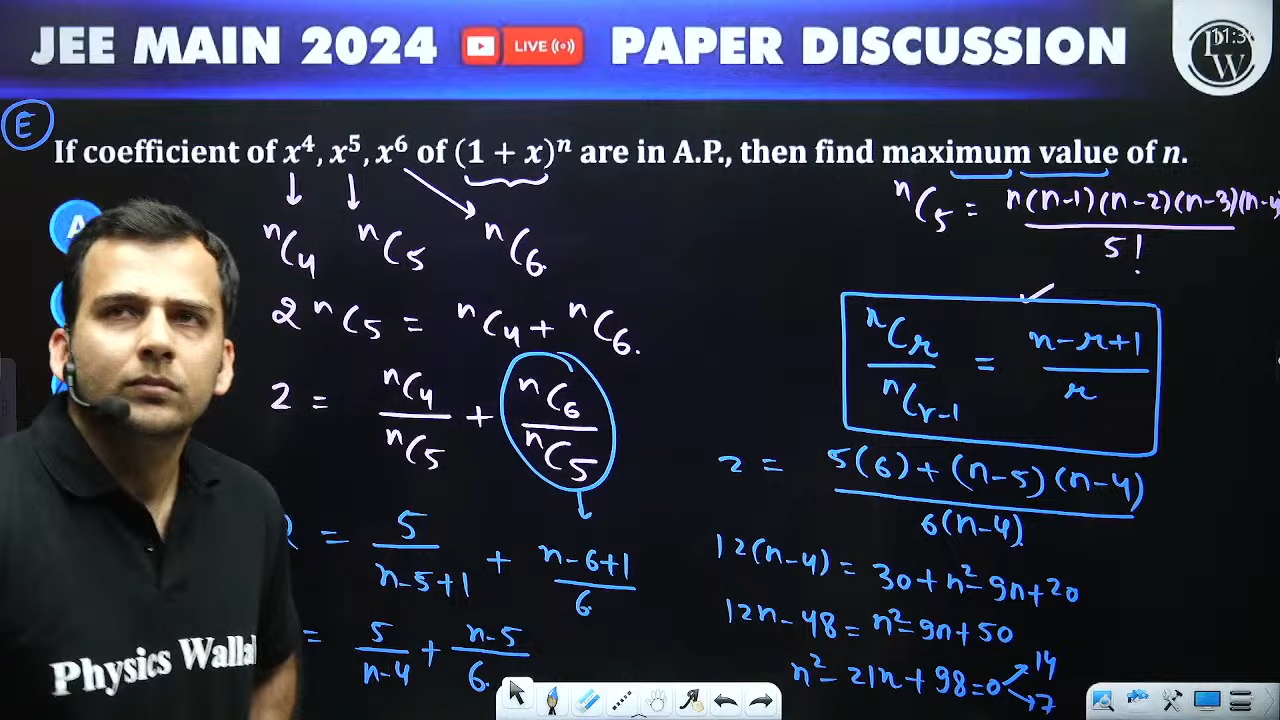 JEE MAIN 2024 LIVE PAPER DISCUSSION
W
E
If coefficient of x⁴, x⁵, x⁶ of (1 + x)ⁿ are in A.P., then find maximum value of n.
A
ⁿC₄ ⁿC₅ ⁿC₆
ⁿC₅ = n(n-1)(n-2)(n-3)(n-4 / 5!
2 ⁿC₅ = ⁿC₄ + ⁿC₆.
2 = ⁿC₄/ⁿC₅ + ⁿC₆/ⁿC₅
ⁿCᵣ/ⁿCᵣ₋₁ = n-r+1/r
2 = 5/n-5+1 + n-6+1/6
= 5/n-4 + n-5/6.
2 = 5(6) + (n-5)(n-4)/6(n-4)
12(n-4) = 30 + n² - 9n + 20
12n - 48 = n² - 9n + 50
n² - 21n + 98 = 0 14
7
Physics Wallah